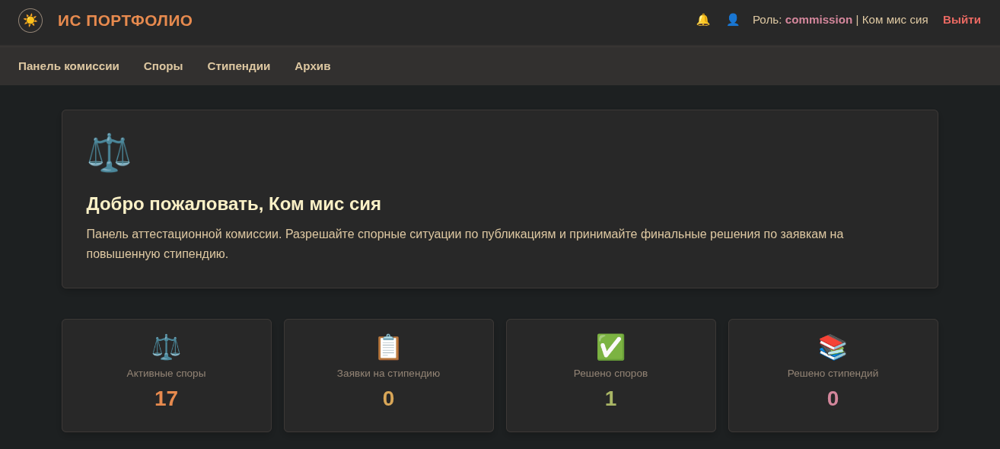 ИС ПОРТФОЛИО
Роль: commission | Ком мис сия
Выйти
Панель комиссии
Споры
Стипендии
Архив
Добро пожаловать, Ком мис сия
Панель аттестационной комиссии. Разрешайте спорные ситуации по публикациям и принимайте финальные решения по заявкам на
повышенную стипендию.
Активные споры
17
Заявки на стипендию
0
Решено споров
1
Решено стипендий
0